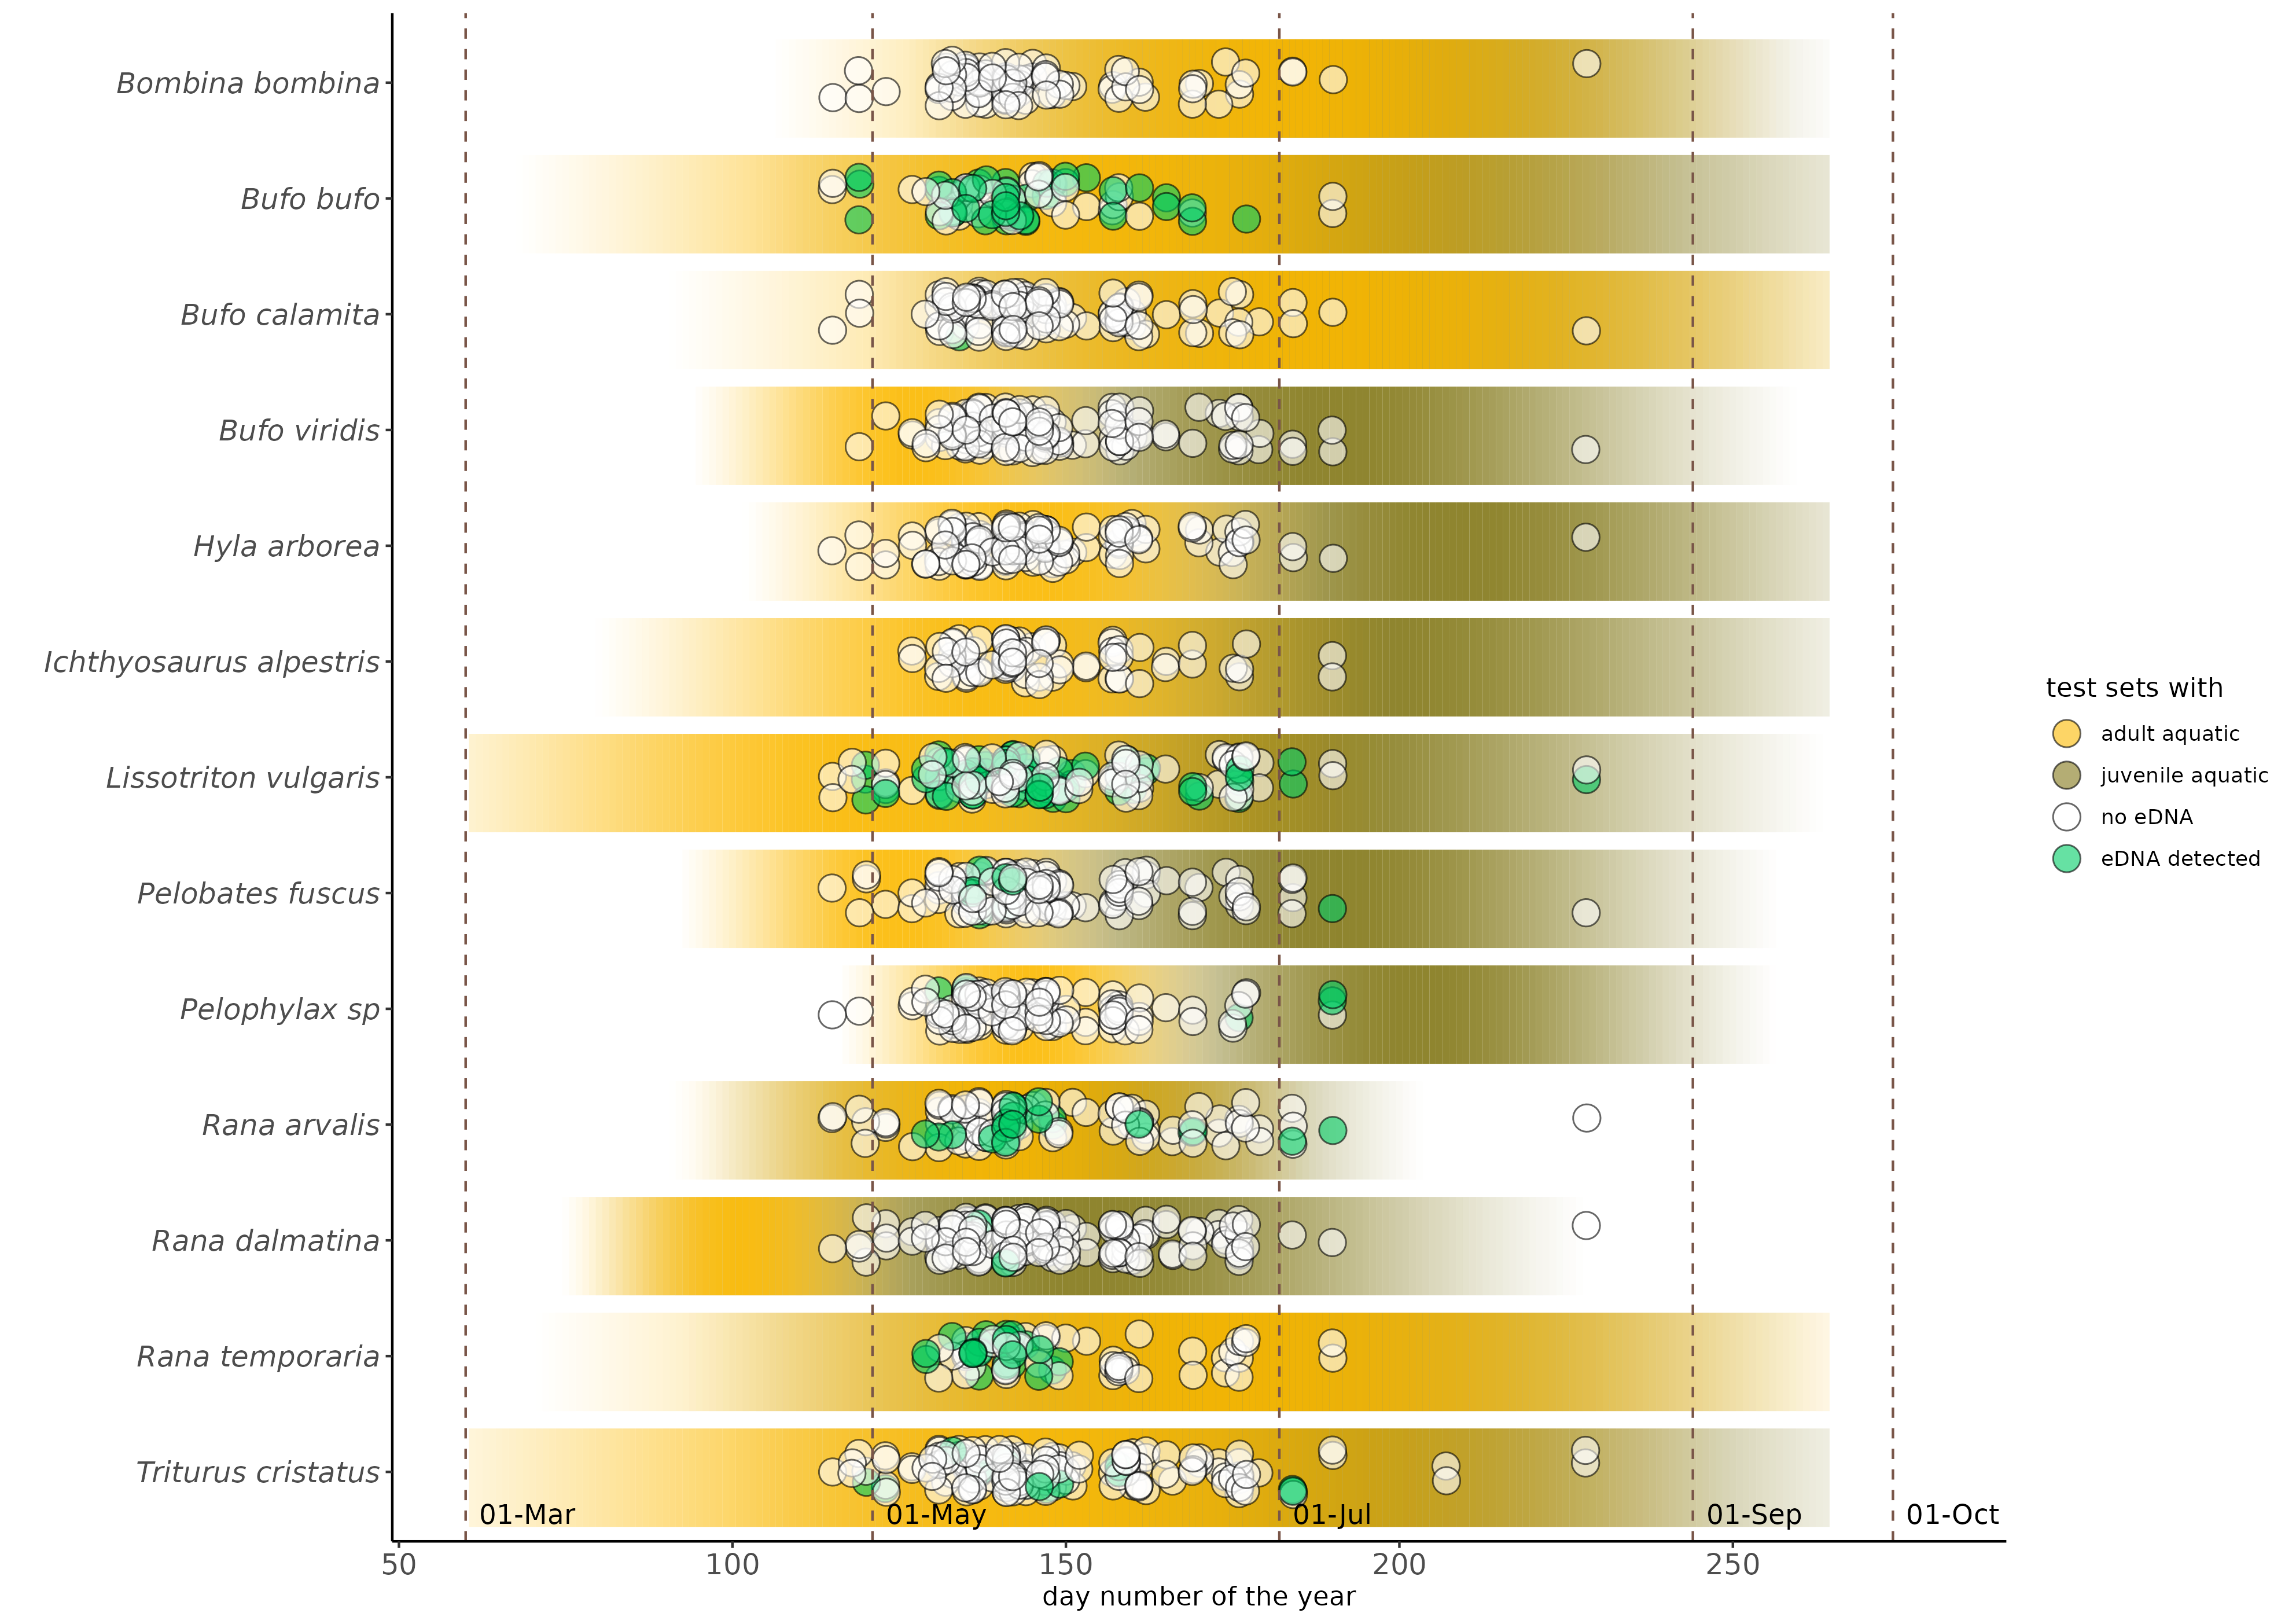 Bombina bombina
Bufo bufo
Bufo calamita
Bufo viridis
Hyla arborea
Ichthyosaurus alpestris
Lissotriton vulgaris
Pelobates fuscus
Pelophylax sp
Rana arvalis
Rana dalmatina
Rana temporaria
Triturus cristatus
01-Mar
01-May
01-Jul
01-Sep
01-Oct
50
100
150
200
250
day number of the year
test sets with
adult aquatic
juvenile aquatic
no eDNA
eDNA detected